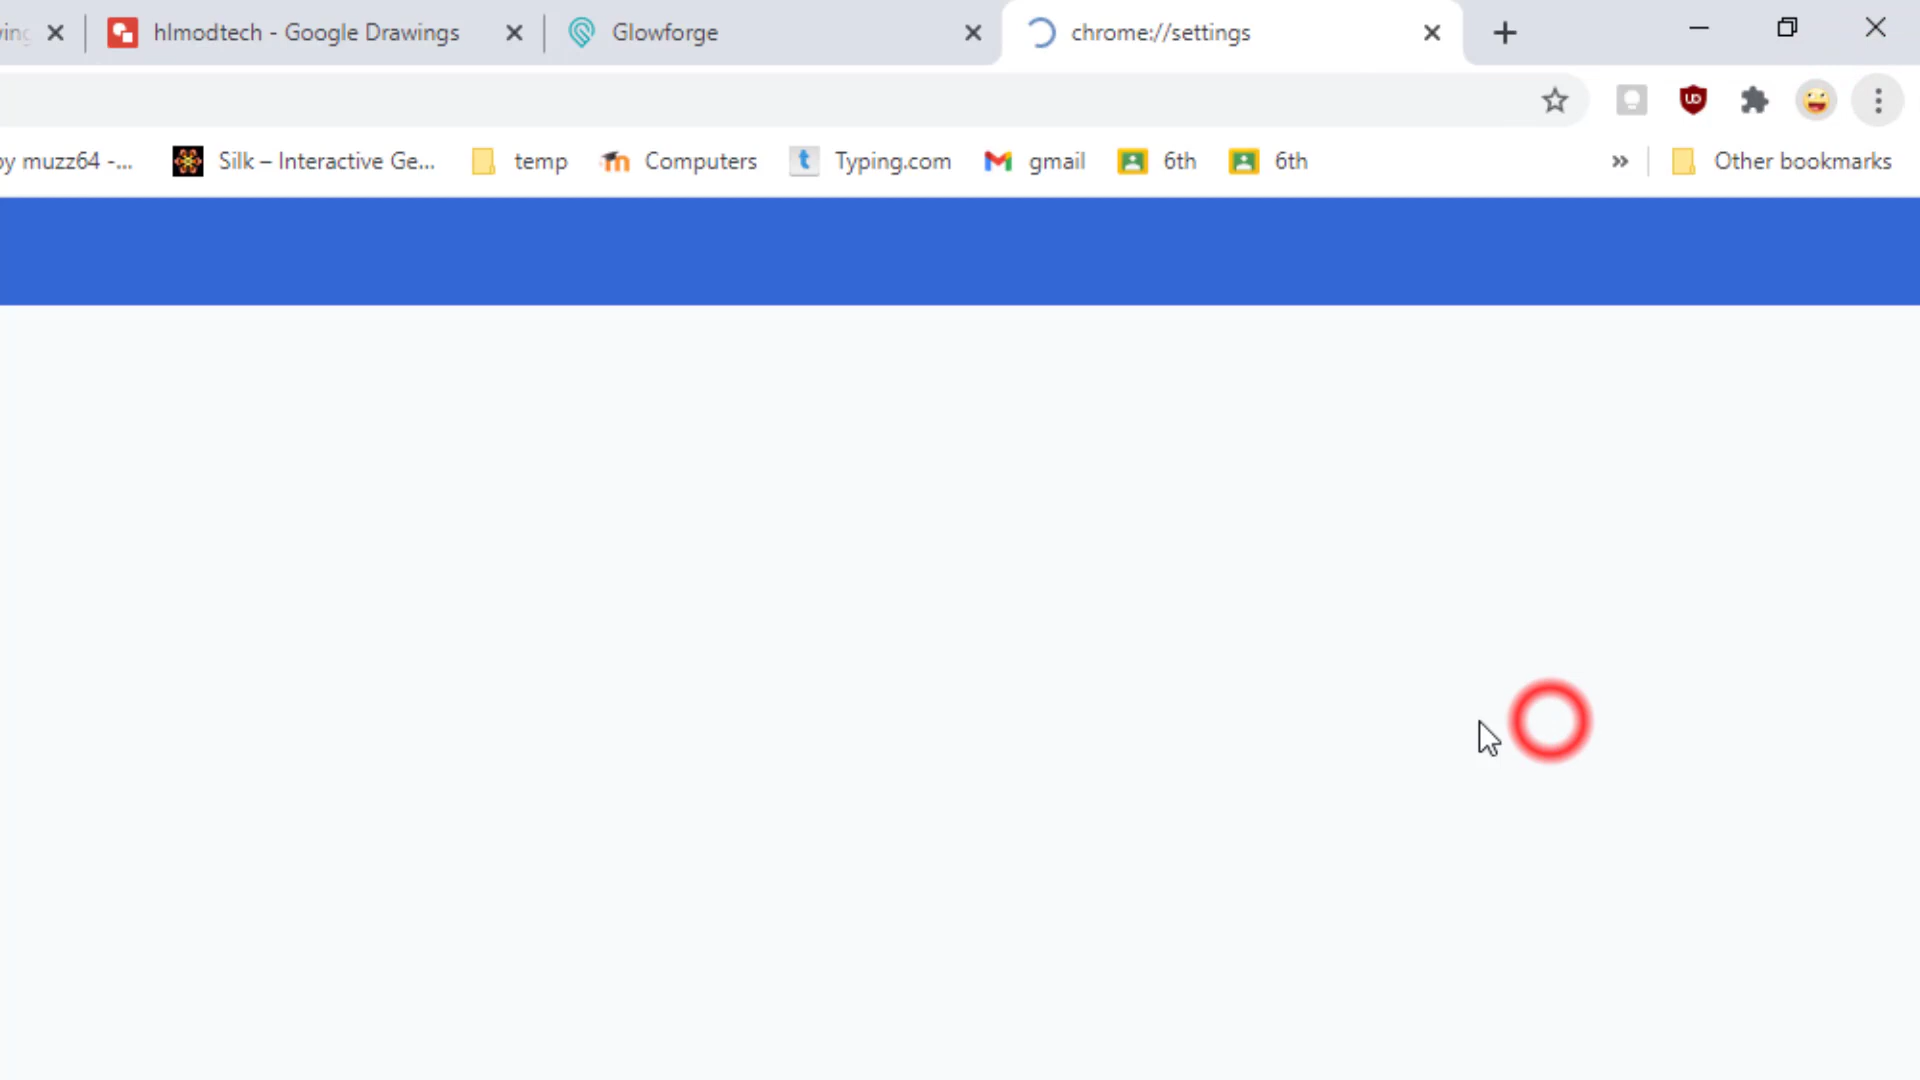 hlmodtech - Google Drawings Glowforge chrome://settings
by muzz64 -... Silk – Interactive Ge... temp Computers Typing.com gmail 6th 6th » Other bookmarks